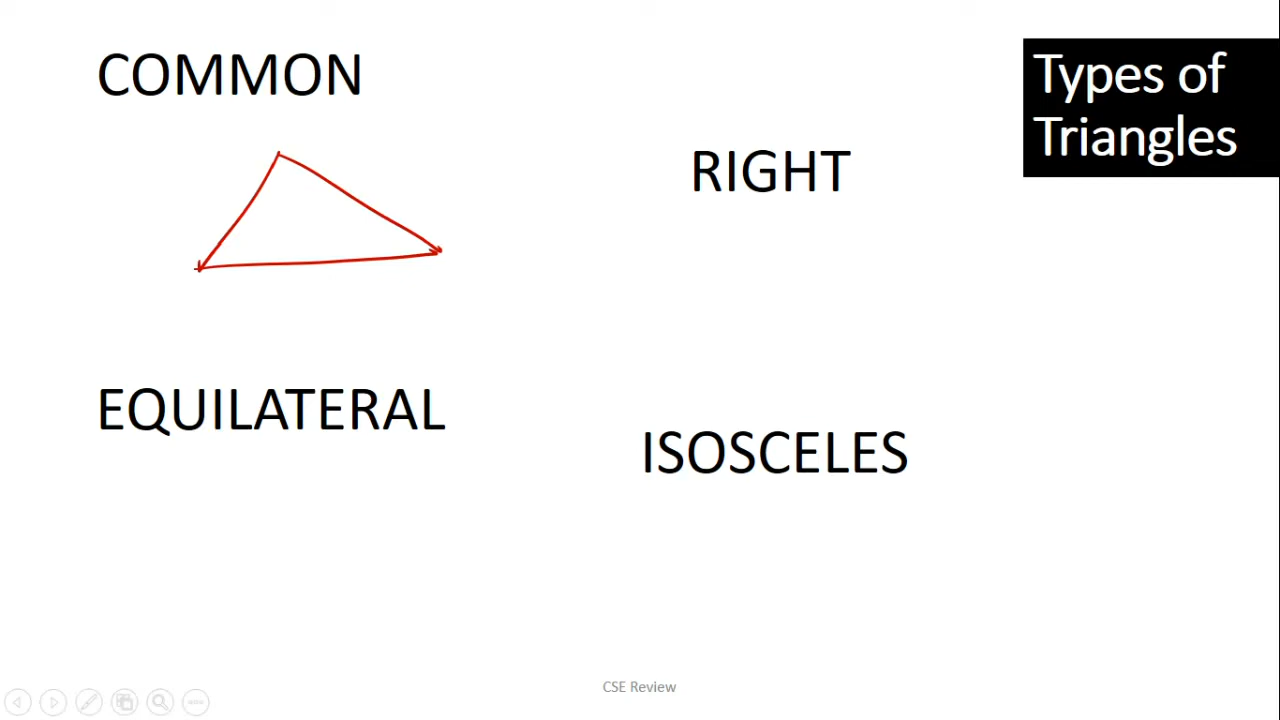 COMMON
Types of
Triangles
RIGHT
EQUILATERAL
ISOSCELES
CSE Review